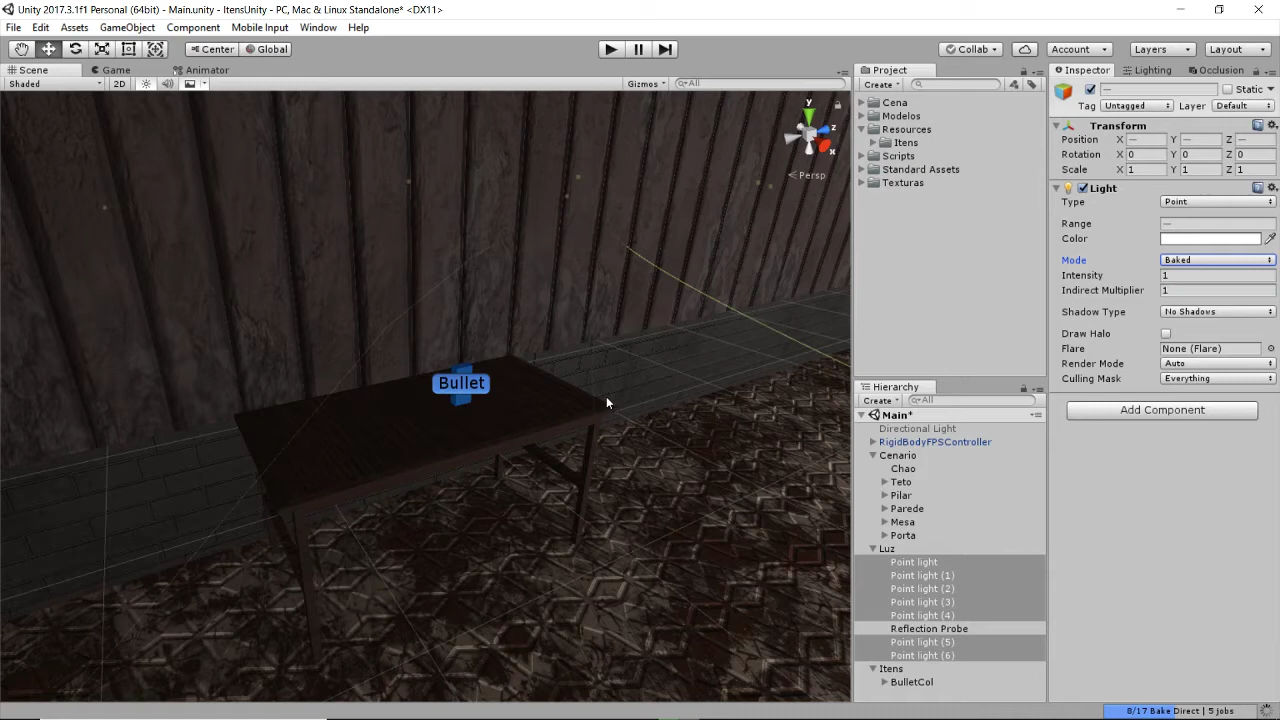 Unity 2017.3.1f1 Personal (64bit) - Main.unity - ItensUnity - PC, Mac & Linux Standalone* <DX11>
File Edit Assets GameObject Component Mobile Input Window Help
Center Global Collab Account Layers Layout
Scene Game Animator
Shaded 2D Gizmos All
y
z
x
Persp
Bullet
Project
Create
Cena
Modelos
Resources
Itens
Scripts
Standard Assets
Texturas
Hierarchy
Create All
Main*
Directional Light
RigidBodyFPSController
Cenario
Chao
Teto
Pilar
Parede
Mesa
Porta
Luz
Point light
Point light (1)
Point light (2)
Point light (3)
Point light (4)
Reflection Probe
Point light (5)
Point light (6)
Itens
BulletCol
Inspector Lighting Occlusion
— Static
Tag Untagged Layer Default
Transform
Position X — Y — Z —
Rotation X 0 Y 0 Z 0
Scale X 1 Y 1 Z 1
Light
Type Point
Range —
Color
Mode Baked
Intensity 1
Indirect Multiplier 1
Shadow Type No Shadows
Draw Halo
Flare None (Flare)
Render Mode Auto
Culling Mask Everything
Add Component
8/17 Bake Direct | 5 jobs